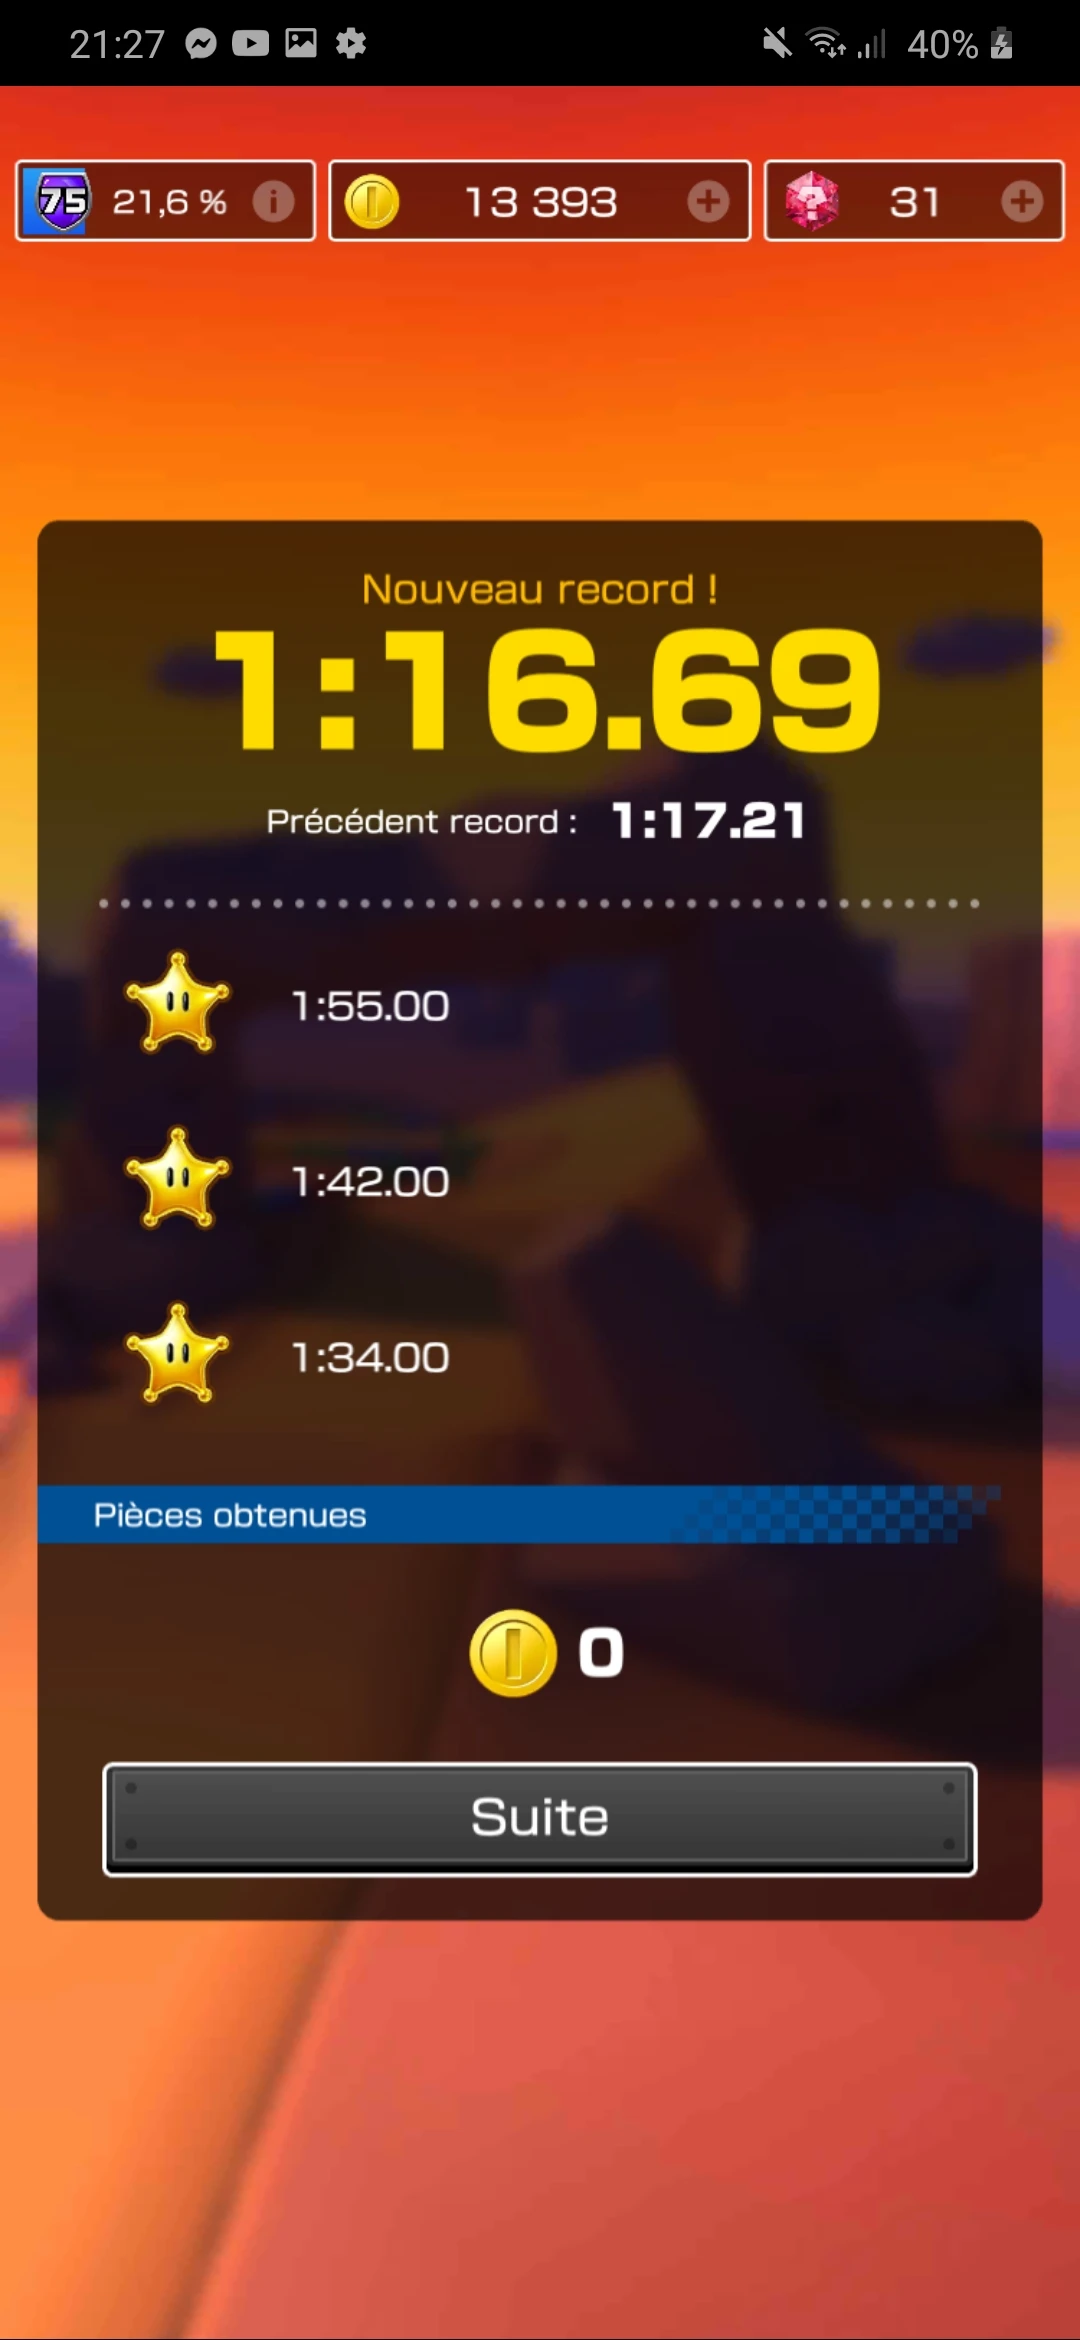 21:27 40%
75 21,6 % i 13 393 + 31 +
Nouveau record !
1:16.69
Précédent record : 1:17.21
1:55.00
1:42.00
1:34.00
Pièces obtenues
0
Suite